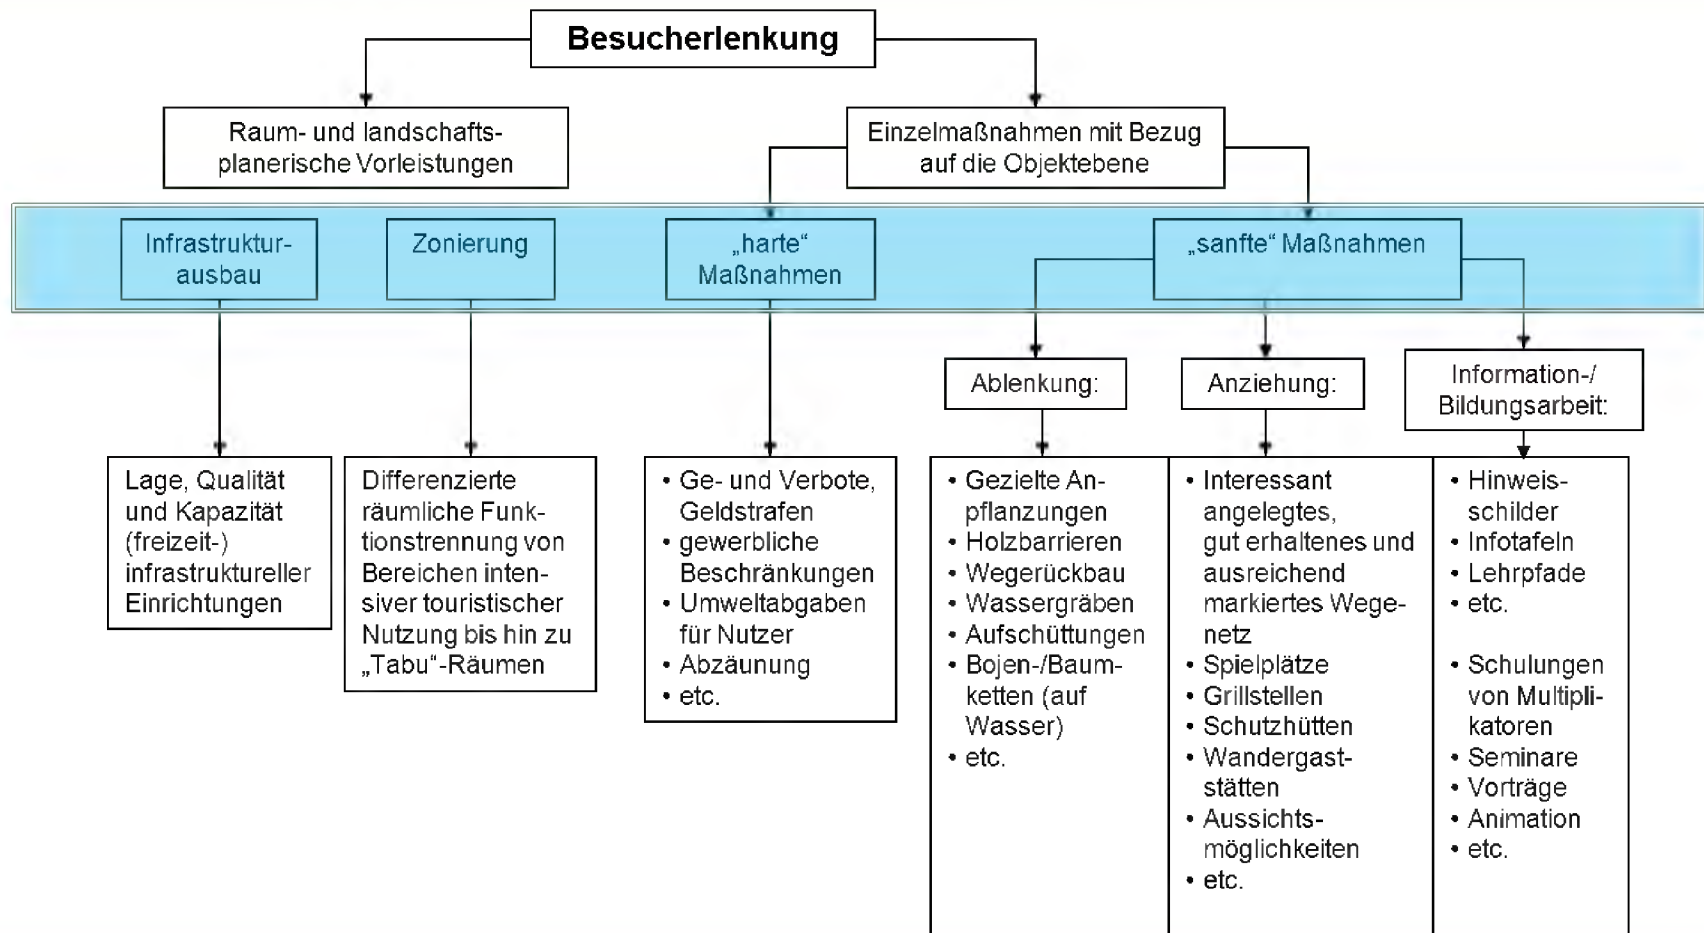 Besucherlenkung
Raum- und landschafts-
planerische Vorleistungen
Einzelmaßnahmen mit Bezug
auf die Objektebene
Infrastruktur-
ausbau
Zonierung
„harte“
Maßnahmen
„sanfte“ Maßnahmen
Ablenkung:
Anziehung:
Information-/
Bildungsarbeit:
Lage, Qualität
und Kapazität
(freizeit-)
infrastruktureller
Einrichtungen
Differenzierte
räumliche Funk-
tionstrennung von
Bereichen inten-
siver touristischer
Nutzung bis hin zu
„Tabu“-Räumen
• Ge- und Verbote,
Geldstrafen
• gewerbliche
Beschränkungen
• Umweltabgaben
für Nutzer
• Abzäunung
• etc.
• Gezielte An-
pflanzungen
• Holzbarrieren
• Wegerückbau
• Wassergräben
• Aufschüttungen
• Bojen-/Baum-
ketten (auf
Wasser)
• etc.
• Interessant
angelegtes,
gut erhaltenes und
ausreichend
markiertes Wege-
netz
• Spielplätze
• Grillstellen
• Schutzhütten
• Wandergast-
stätten
• Aussichts-
möglichkeiten
• etc.
• Hinweis-
schilder
• Infotafeln
• Lehrpfade
• etc.
• Schulungen
von Multipli-
katoren
• Seminare
• Vorträge
• Animation
• etc.